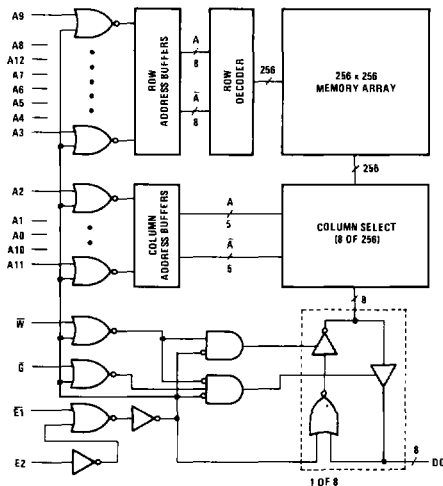 A9
A8
A12
A7
A6
A5
A4
A3
ROW
ADDRESS BUFFERS
A
8
A̅
8
ROW
DECODER
256
256 x 256
MEMORY ARRAY
256
A2
A1
A0
A10
A11
COLUMN
ADDRESS BUFFERS
A
5
A̅
5
COLUMN SELECT
(8 OF 256)
8
W̅
G̅
E̅1̅
E2
8
DQ
1 OF 8